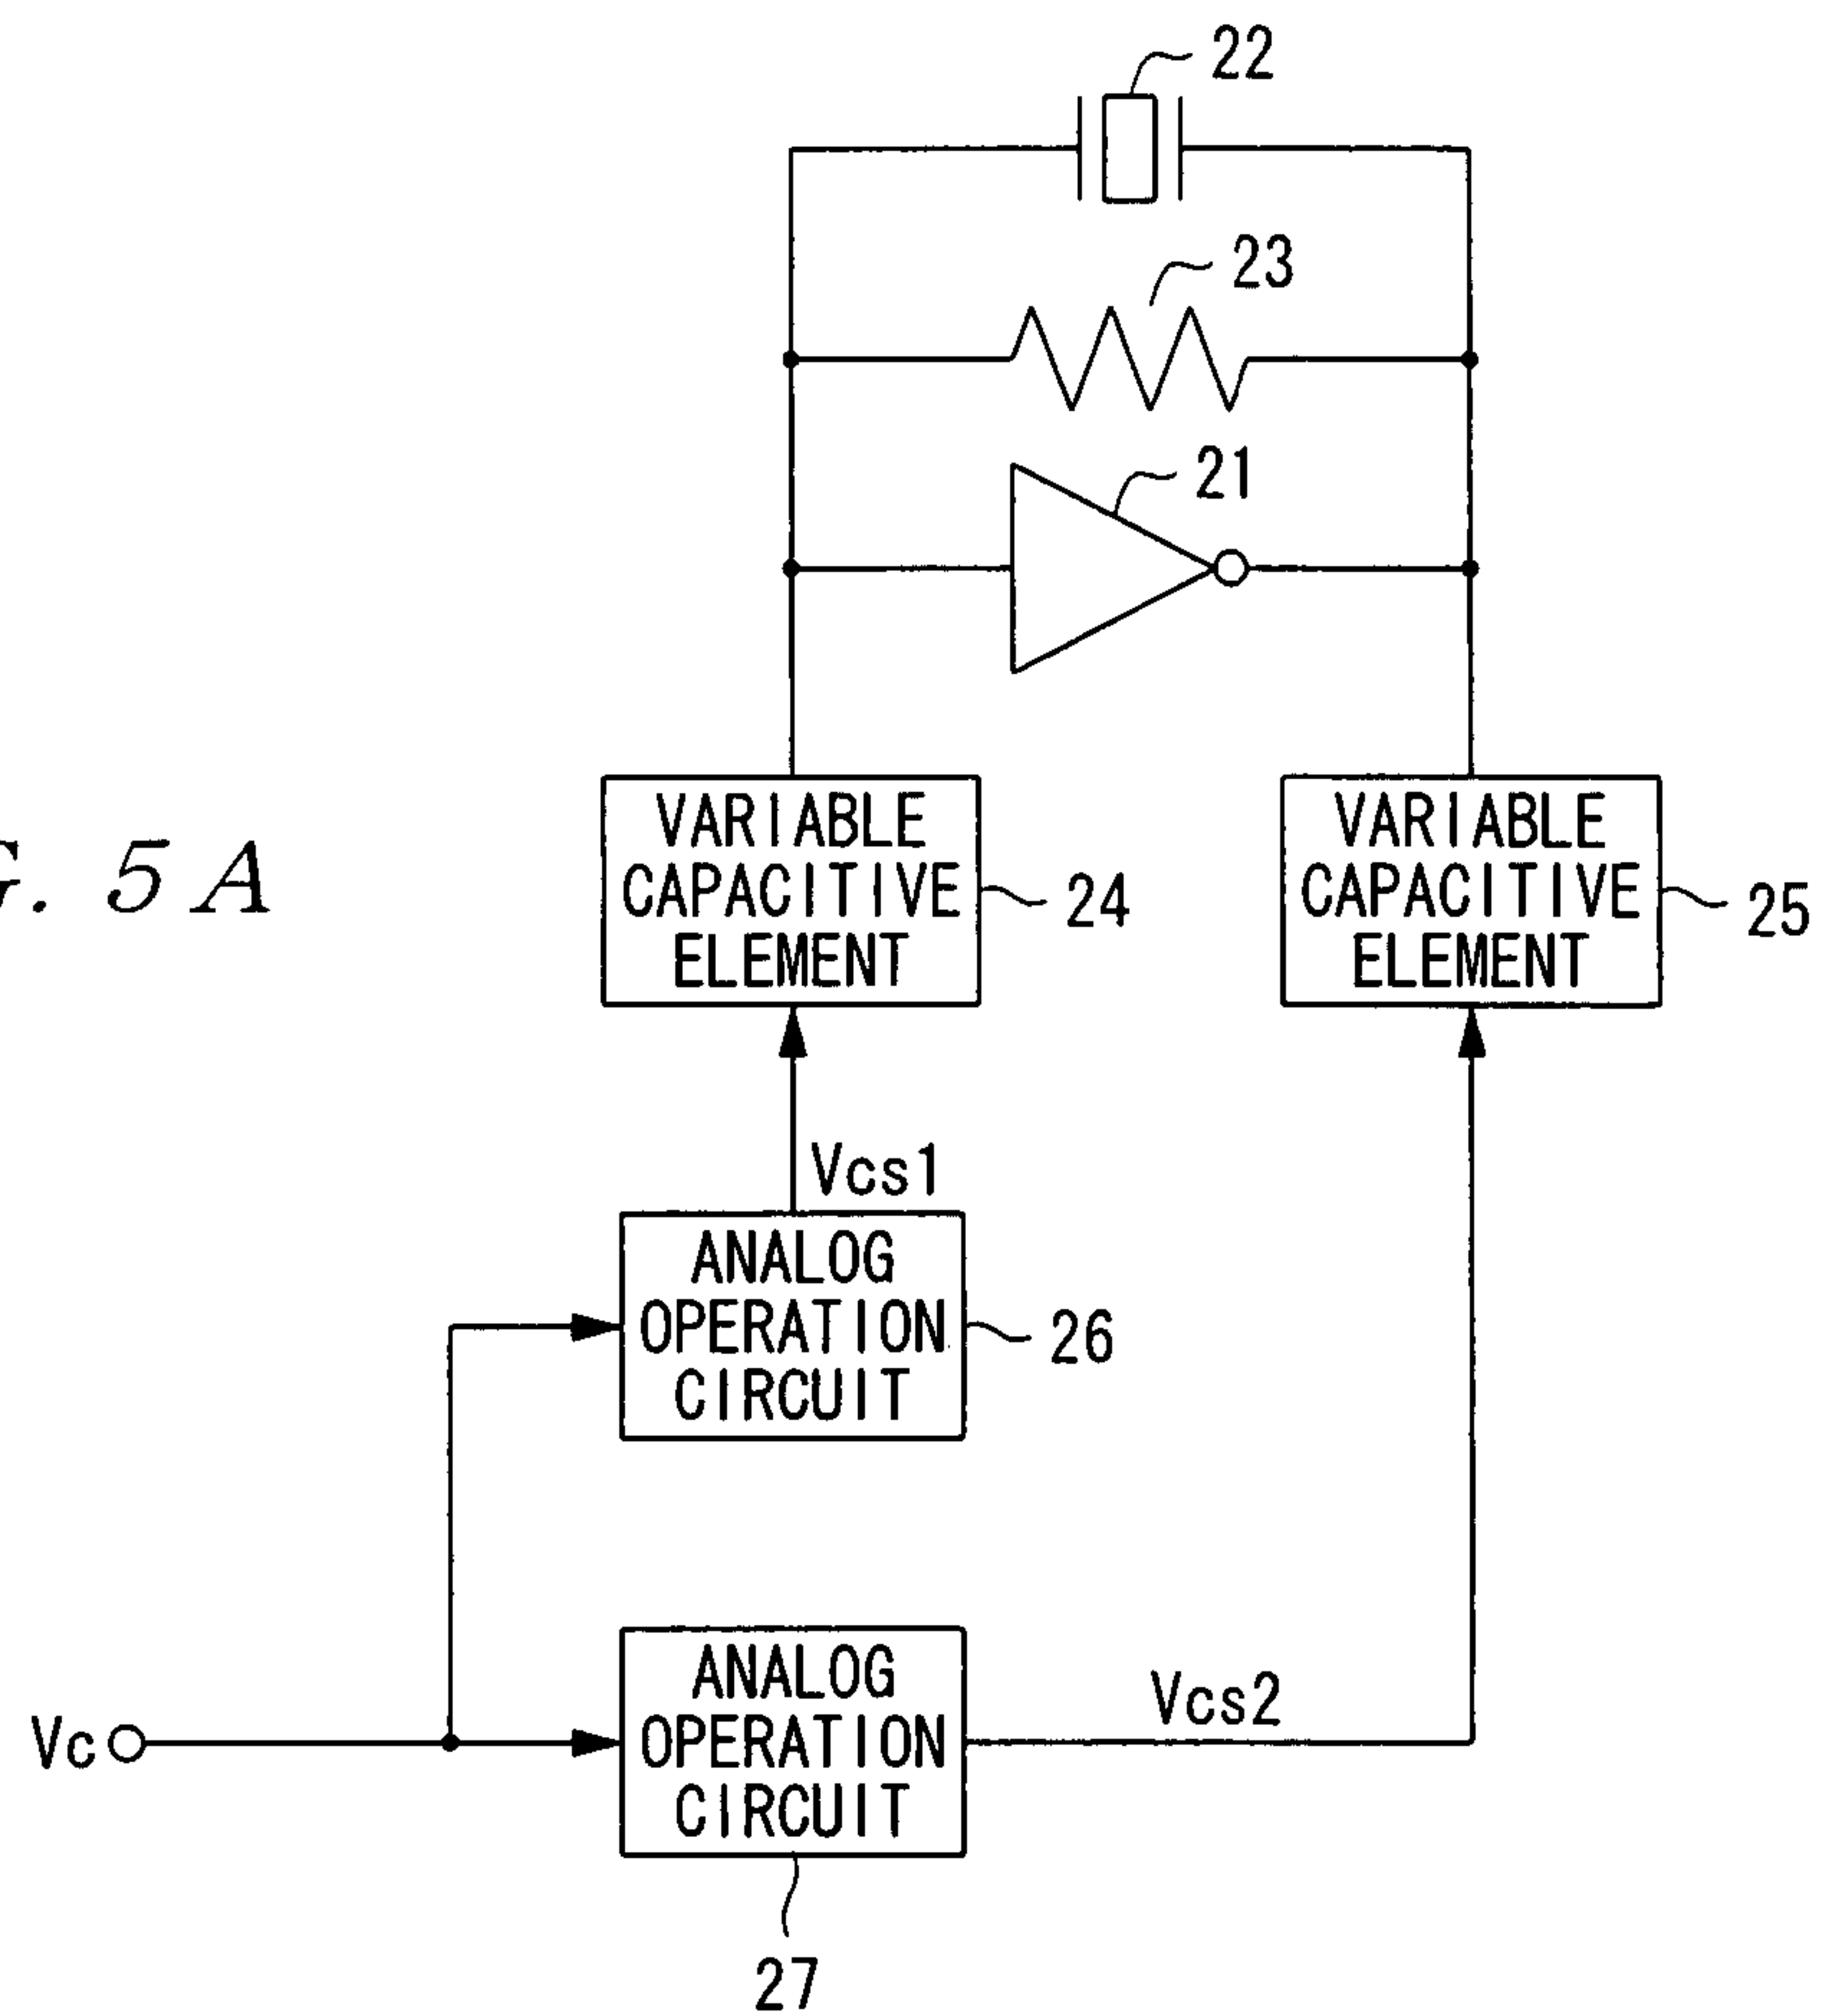 22
23
21
VARIABLE
CAPACITIVE
ELEMENT
24
VARIABLE
CAPACITIVE
ELEMENT
25
5A
Vcs1
ANALOG
OPERATION
CIRCUIT
26
Vc
ANALOG
OPERATION
CIRCUIT
Vcs2
27